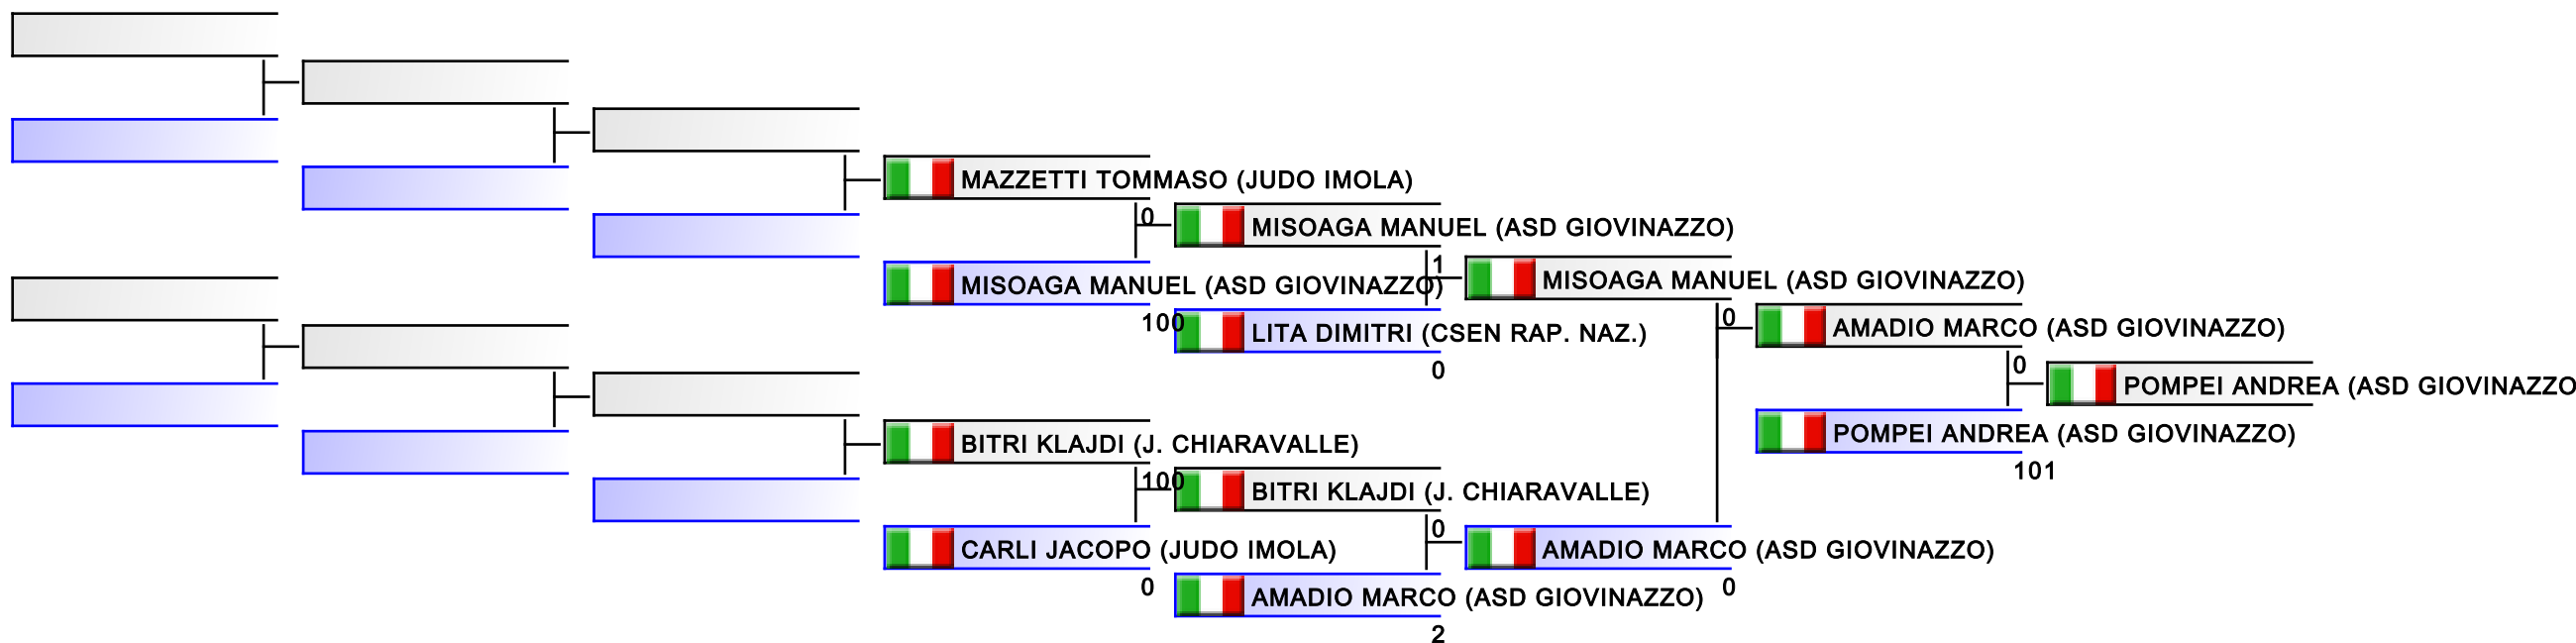 MAZZETTI TOMMASO (JUDO IMOLA)
0
MISOAGA MANUEL (ASD GIOVINAZZO)
MISOAGA MANUEL (ASD GIOVINAZZO)
100
1
LITA DIMITRI (CSEN RAP. NAZ.)
0
MISOAGA MANUEL (ASD GIOVINAZZO)
0
AMADIO MARCO (ASD GIOVINAZZO)
0
POMPEI ANDREA (ASD GIOVINAZZO
POMPEI ANDREA (ASD GIOVINAZZO)
101
BITRI KLAJDI (J. CHIARAVALLE)
100
BITRI KLAJDI (J. CHIARAVALLE)
0
CARLI JACOPO (JUDO IMOLA)
0
AMADIO MARCO (ASD GIOVINAZZO)
0
AMADIO MARCO (ASD GIOVINAZZO)
2